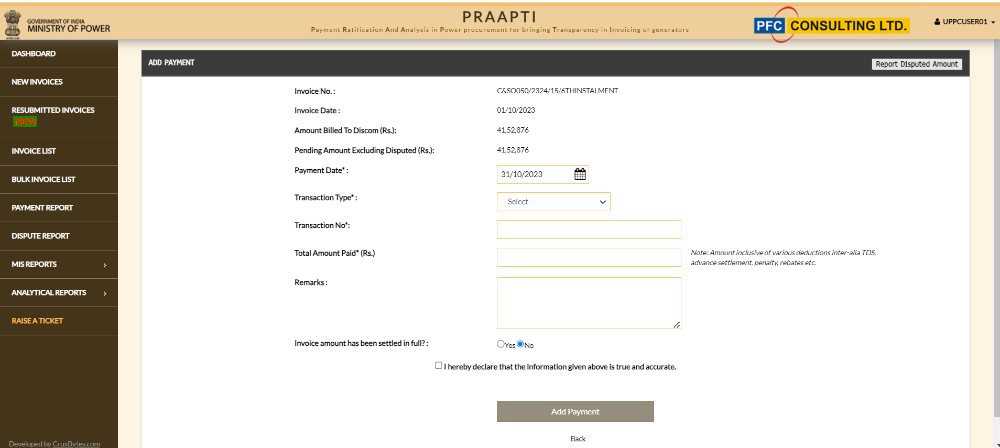 GOVERNMENT OF INDIA
MINISTRY OF POWER
PRAAPTI
Payment Ratification And Analysis in Power procurement for bringing Transparency in Invoicing of generators
PFC CONSULTING LTD.
UPPCUSER01
DASHBOARD
NEW INVOICES
RESUBMITTED INVOICES
NEW
INVOICE LIST
BULK INVOICE LIST
PAYMENT REPORT
DISPUTE REPORT
MIS REPORTS
ANALYTICAL REPORTS
RAISE A TICKET
Developed by CruxBytes.com
ADD PAYMENT
Report Disputed Amount
Invoice No. : C&SO050/2324/15/6THINSTALMENT
Invoice Date : 01/10/2023
Amount Billed To Discom (Rs.): 41,52,876
Pending Amount Excluding Disputed (Rs.): 41,52,876
Payment Date* : 31/10/2023
Transaction Type* : --Select--
Transaction No*:
Total Amount Paid* (Rs.)
Note: Amount inclusive of various deductions inter-alia TDS,
advance settlement, penalty, rebates etc.
Remarks :
Invoice amount has been settled in full? : Yes No
I hereby declare that the information given above is true and accurate.
Add Payment
Back